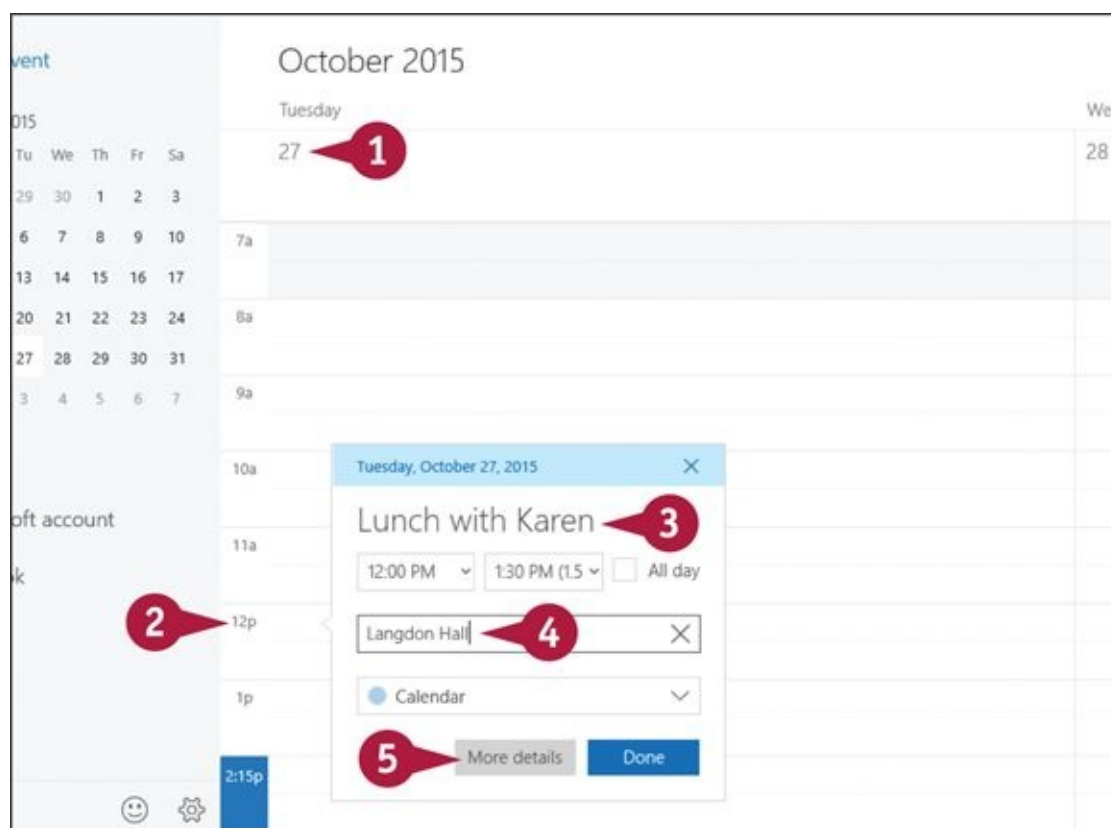 vent
015
Tu We Th Fr Sa
29 30 1 2 3
6 7 8 9 10
13 14 15 16 17
20 21 22 23 24
27 28 29 30 31
3 4 5 6 7
oft account
k
October 2015
Tuesday We
27 1 28
7a
8a
9a
10a
11a
2 12p
1p
2:15p
Tuesday, October 27, 2015
Lunch with Karen 3
12:00 PM 1:30 PM (1.5 All day
Langdon Hall 4
Calendar
5 More details Done